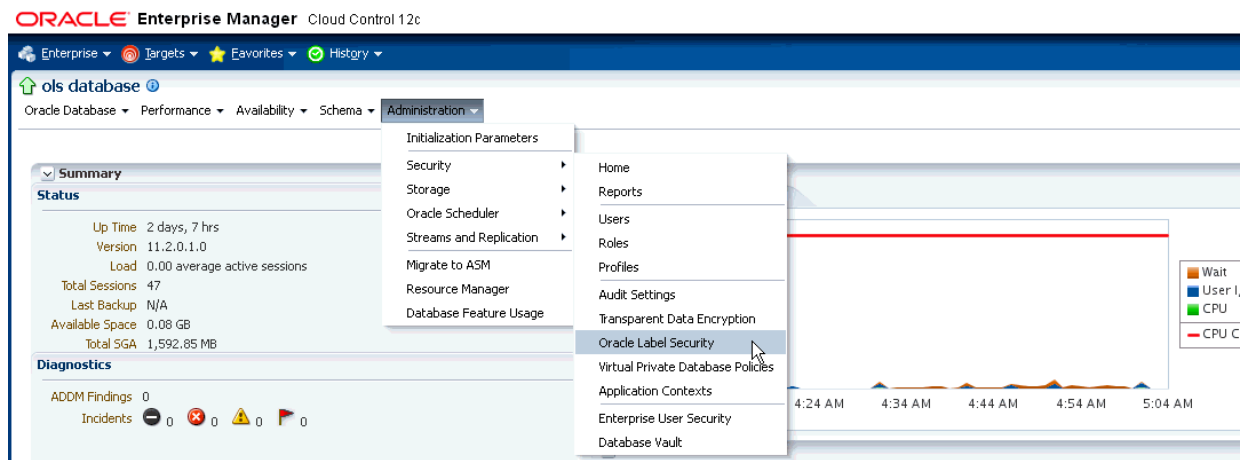 ORACLE Enterprise Manager Cloud Control 12c
Enterprise Targets Favorites History
ols database
Oracle Database Performance Availability Schema Administration
Initialization Parameters
Security
Storage
Oracle Scheduler
Streams and Replication
Migrate to ASM
Resource Manager
Database Feature Usage
Home
Reports
Users
Roles
Profiles
Audit Settings
Transparent Data Encryption
Oracle Label Security
Virtual Private Database Policies
Application Contexts
Enterprise User Security
Database Vault
Summary
Status
Up Time 2 days, 7 hrs
Version 11.2.0.1.0
Load 0.00 average active sessions
Total Sessions 47
Last Backup N/A
Available Space 0.08 GB
Total SGA 1,592.85 MB
Diagnostics
ADDM Findings 0
Incidents 0 0 0 0
Wait
User I,
CPU
CPU C
4:24 AM 4:34 AM 4:44 AM 4:54 AM 5:04 AM